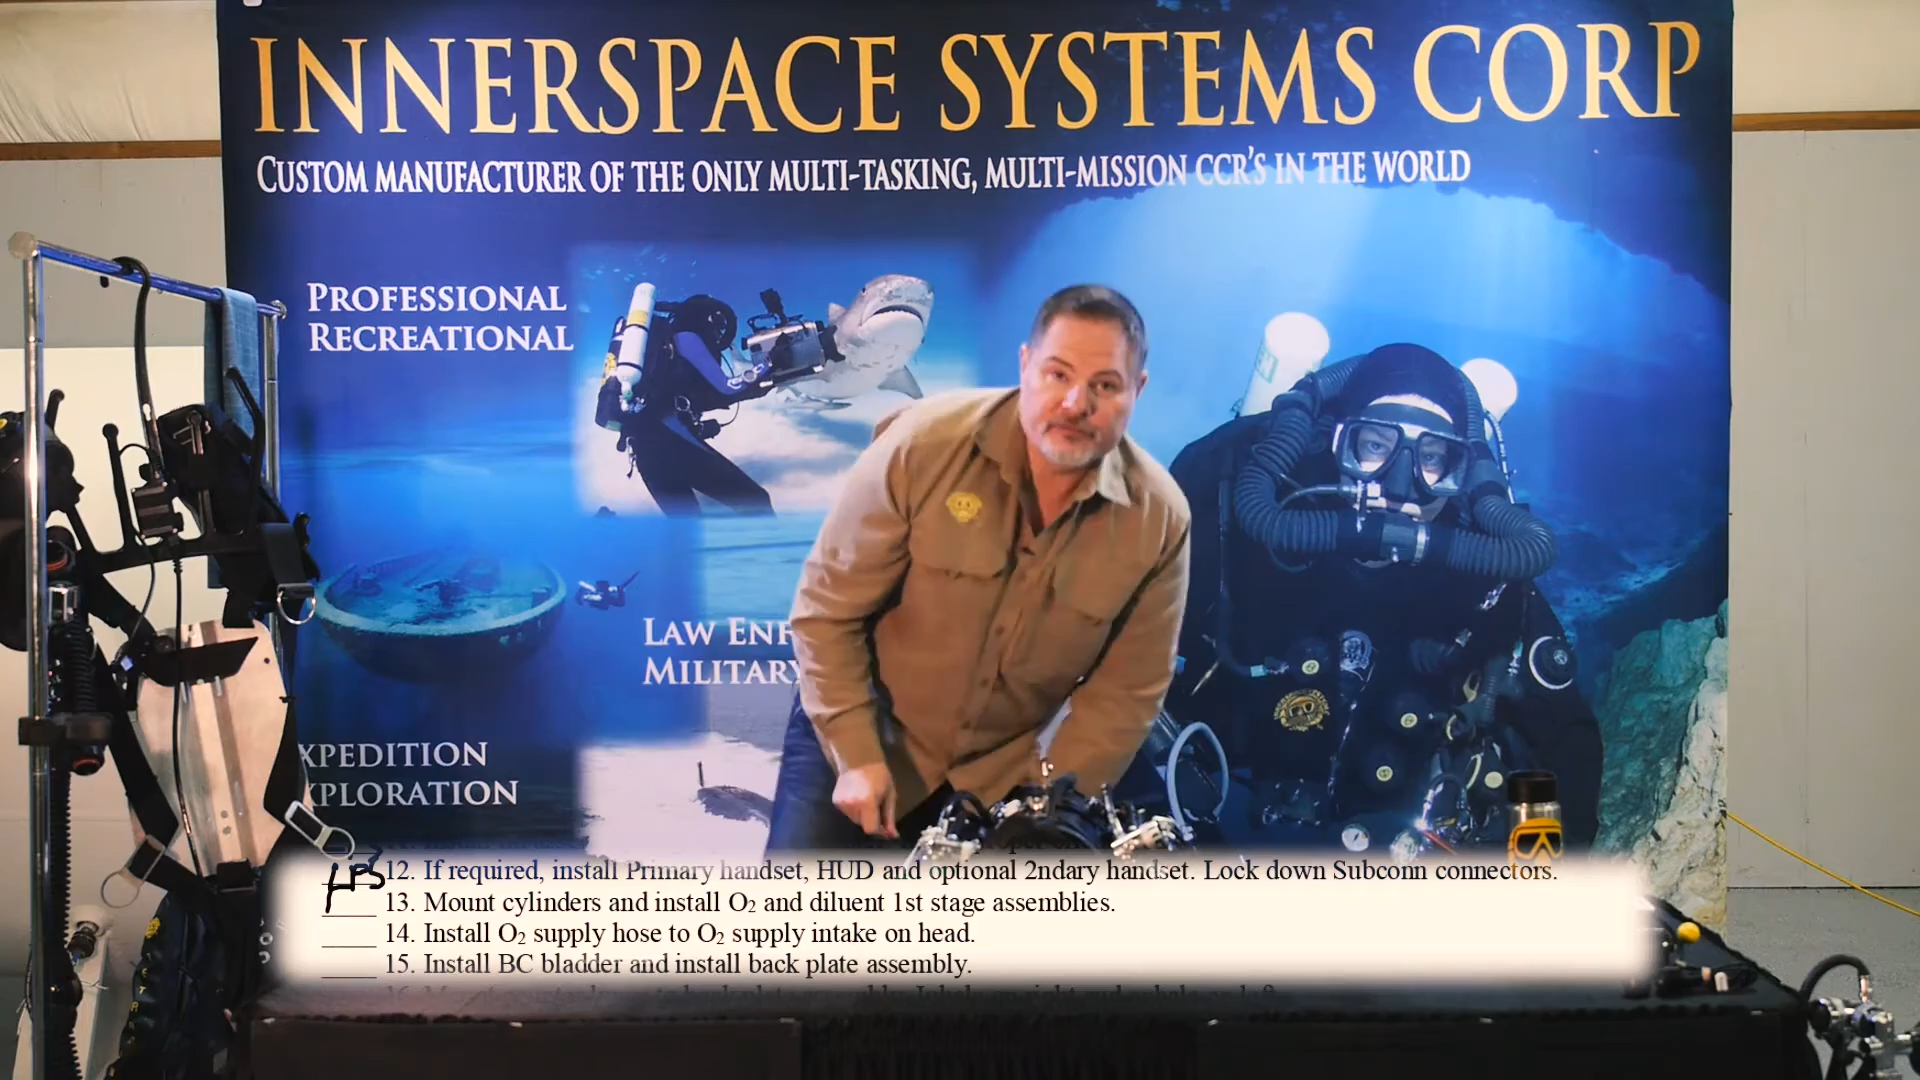 INNERSPACE SYSTEMS CORP
CUSTOM MANUFACTURER OF THE ONLY MULTI-TASKING, MULTI-MISSION CCR'S IN THE WORLD
PROFESSIONAL
RECREATIONAL
LAW ENF
MILITARY
XPEDITION
XPLORATION
12. If required, install Primary handset, HUD and optional 2ndary handset. Lock down Subconn connectors.
13. Mount cylinders and install O₂ and diluent 1st stage assemblies.
14. Install O₂ supply hose to O₂ supply intake on head.
15. Install BC bladder and install back plate assembly.